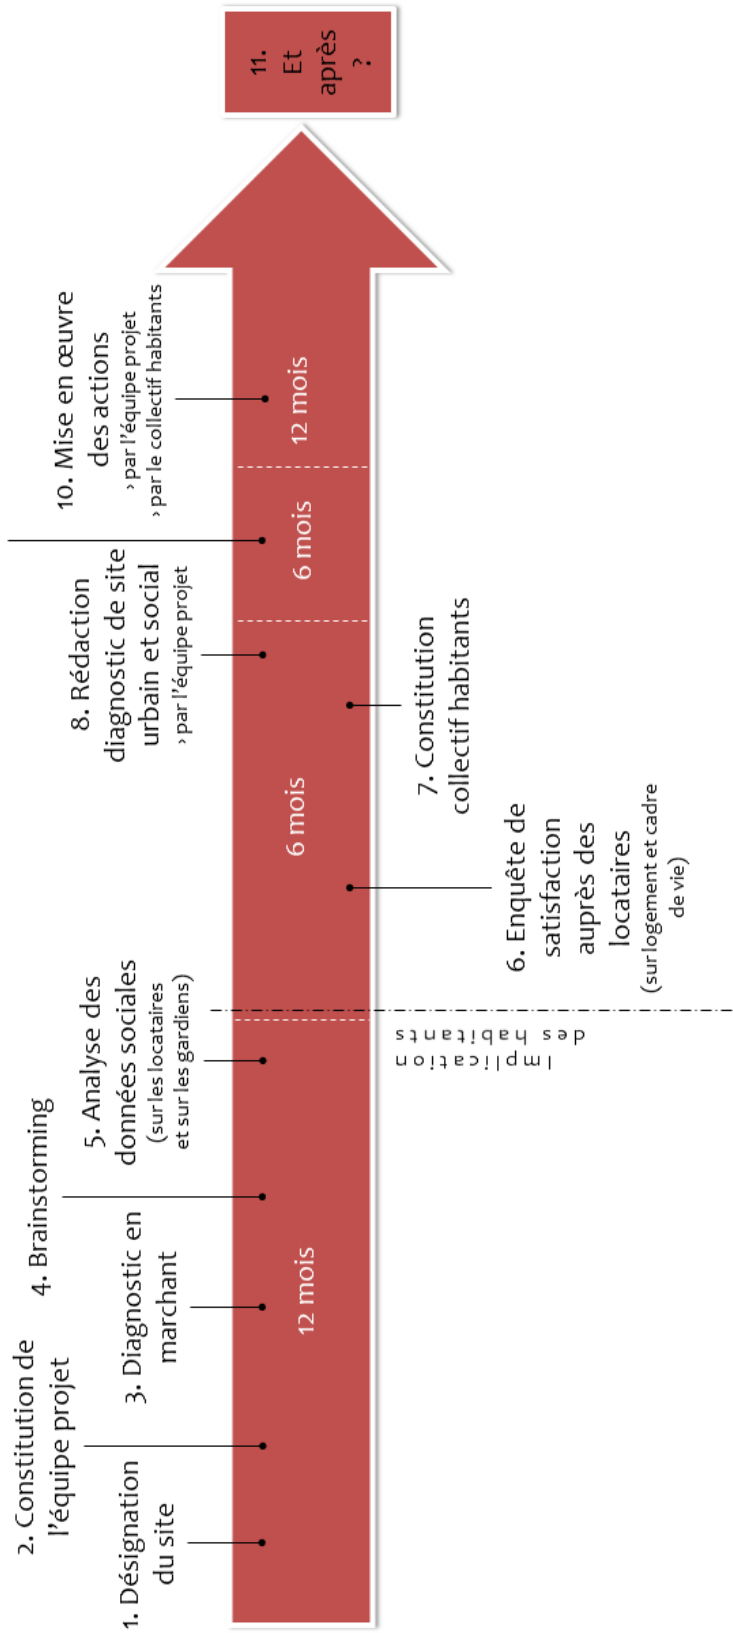 1. Désignation
du site
2. Constitution de
l'équipe projet
3. Diagnostic en
marchant
4. Brainstorming
5. Analyse des
données sociales
(sur les locataires
et sur les gardiens)
12 mois
Implication
des habitants
6. Enquête de
satisfaction
auprès des
locataires
(sur logement et cadre
de vie)
6 mois
7. Constitution
collectif habitants
8. Rédaction
diagnostic de site
urbain et social
› par l'équipe projet
6 mois
10. Mise en œuvre
des actions
› par l'équipe projet
› par le collectif habitants
12 mois
11.
Et
après
?